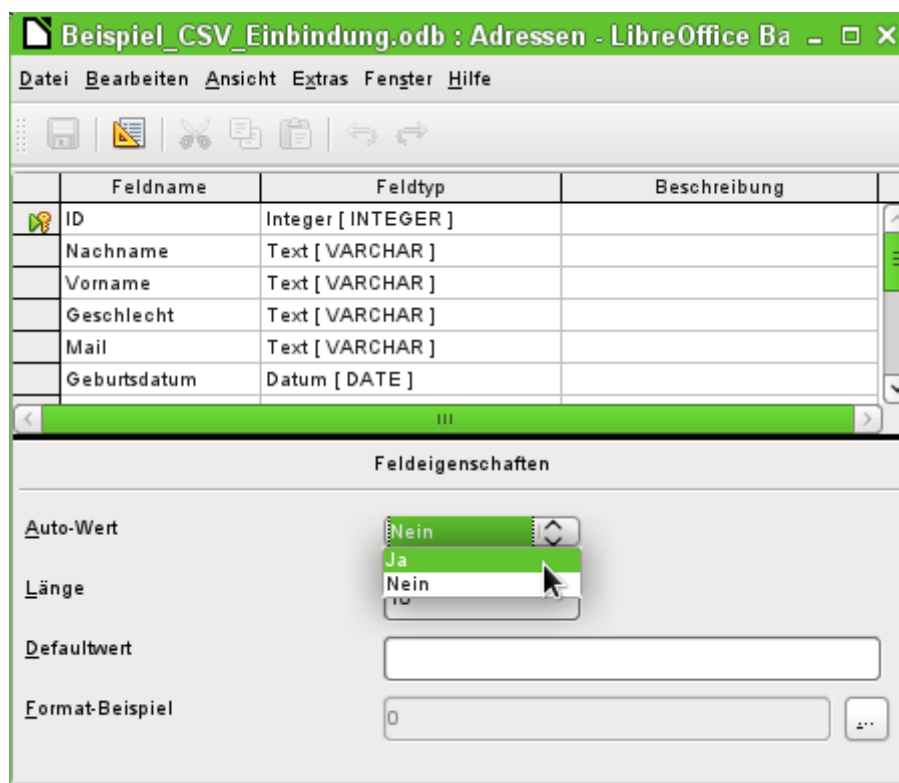 Beispiel_CSV_Einbindung.odb : Adressen - LibreOffice Ba
Datei Bearbeiten Ansicht Extras Fenster Hilfe
Feldname Feldtyp Beschreibung
ID Integer [ INTEGER ]
Nachname Text [ VARCHAR ]
Vorname Text [ VARCHAR ]
Geschlecht Text [ VARCHAR ]
Mail Text [ VARCHAR ]
Geburtsdatum Datum [ DATE ]
Feldeigenschaften
Auto-Wert Nein
Ja
Nein
Länge
Defaultwert
Format-Beispiel 0 ...